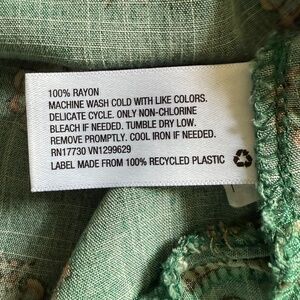 100% RAYON
MACHINE WASH COLD WITH LIKE COLORS.
DELICATE CYCLE. ONLY NON-CHLORINE
BLEACH IF NEEDED. TUMBLE DRY LOW.
REMOVE PROMPTLY. COOL IRON IF NEEDED.
RN17730 VN1299629
LABEL MADE FROM 100% RECYCLED PLASTIC